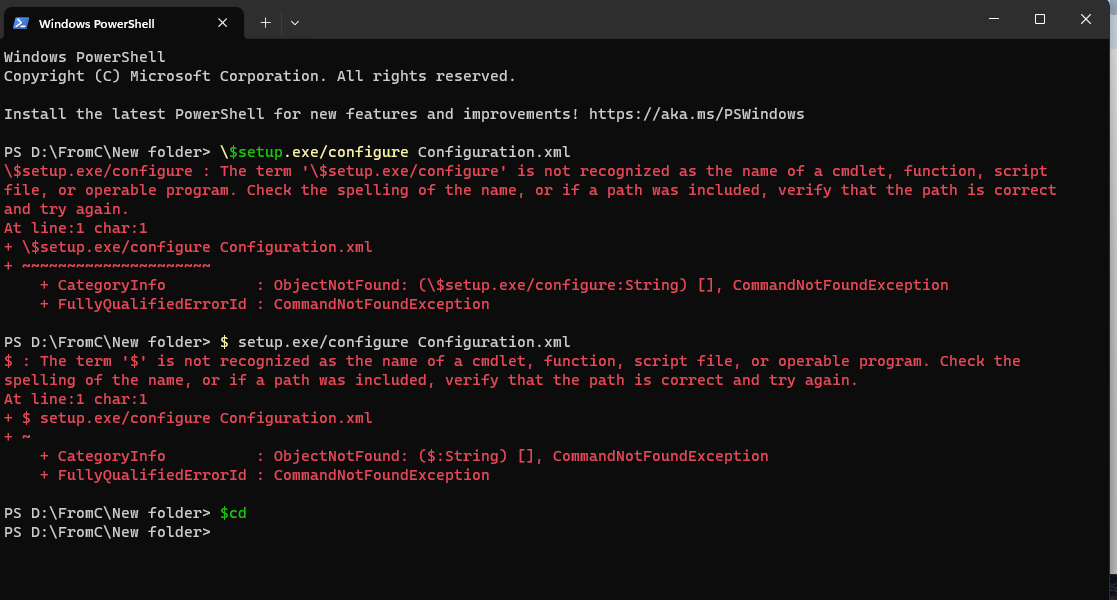 Windows PowerShell
Windows PowerShell
Copyright (C) Microsoft Corporation. All rights reserved.
Install the latest PowerShell for new features and improvements! https://aka.ms/PSWindows
PS D:\FromC\New folder> \$setup.exe/configure Configuration.xml
\$setup.exe/configure : The term '\$setup.exe/configure' is not recognized as the name of a cmdlet, function, script
file, or operable program. Check the spelling of the name, or if a path was included, verify that the path is correct
and try again.
At line:1 char:1
+ \$setup.exe/configure Configuration.xml
+ ~~~~~~~~~~~~~~~~~~~~~
    + CategoryInfo          : ObjectNotFound: (\$setup.exe/configure:String) [], CommandNotFoundException
    + FullyQualifiedErrorId : CommandNotFoundException
PS D:\FromC\New folder> $ setup.exe/configure Configuration.xml
$ : The term '$' is not recognized as the name of a cmdlet, function, script file, or operable program. Check the
spelling of the name, or if a path was included, verify that the path is correct and try again.
At line:1 char:1
+ $ setup.exe/configure Configuration.xml
+ ~
    + CategoryInfo          : ObjectNotFound: ($:String) [], CommandNotFoundException
    + FullyQualifiedErrorId : CommandNotFoundException
PS D:\FromC\New folder> $cd
PS D:\FromC\New folder>